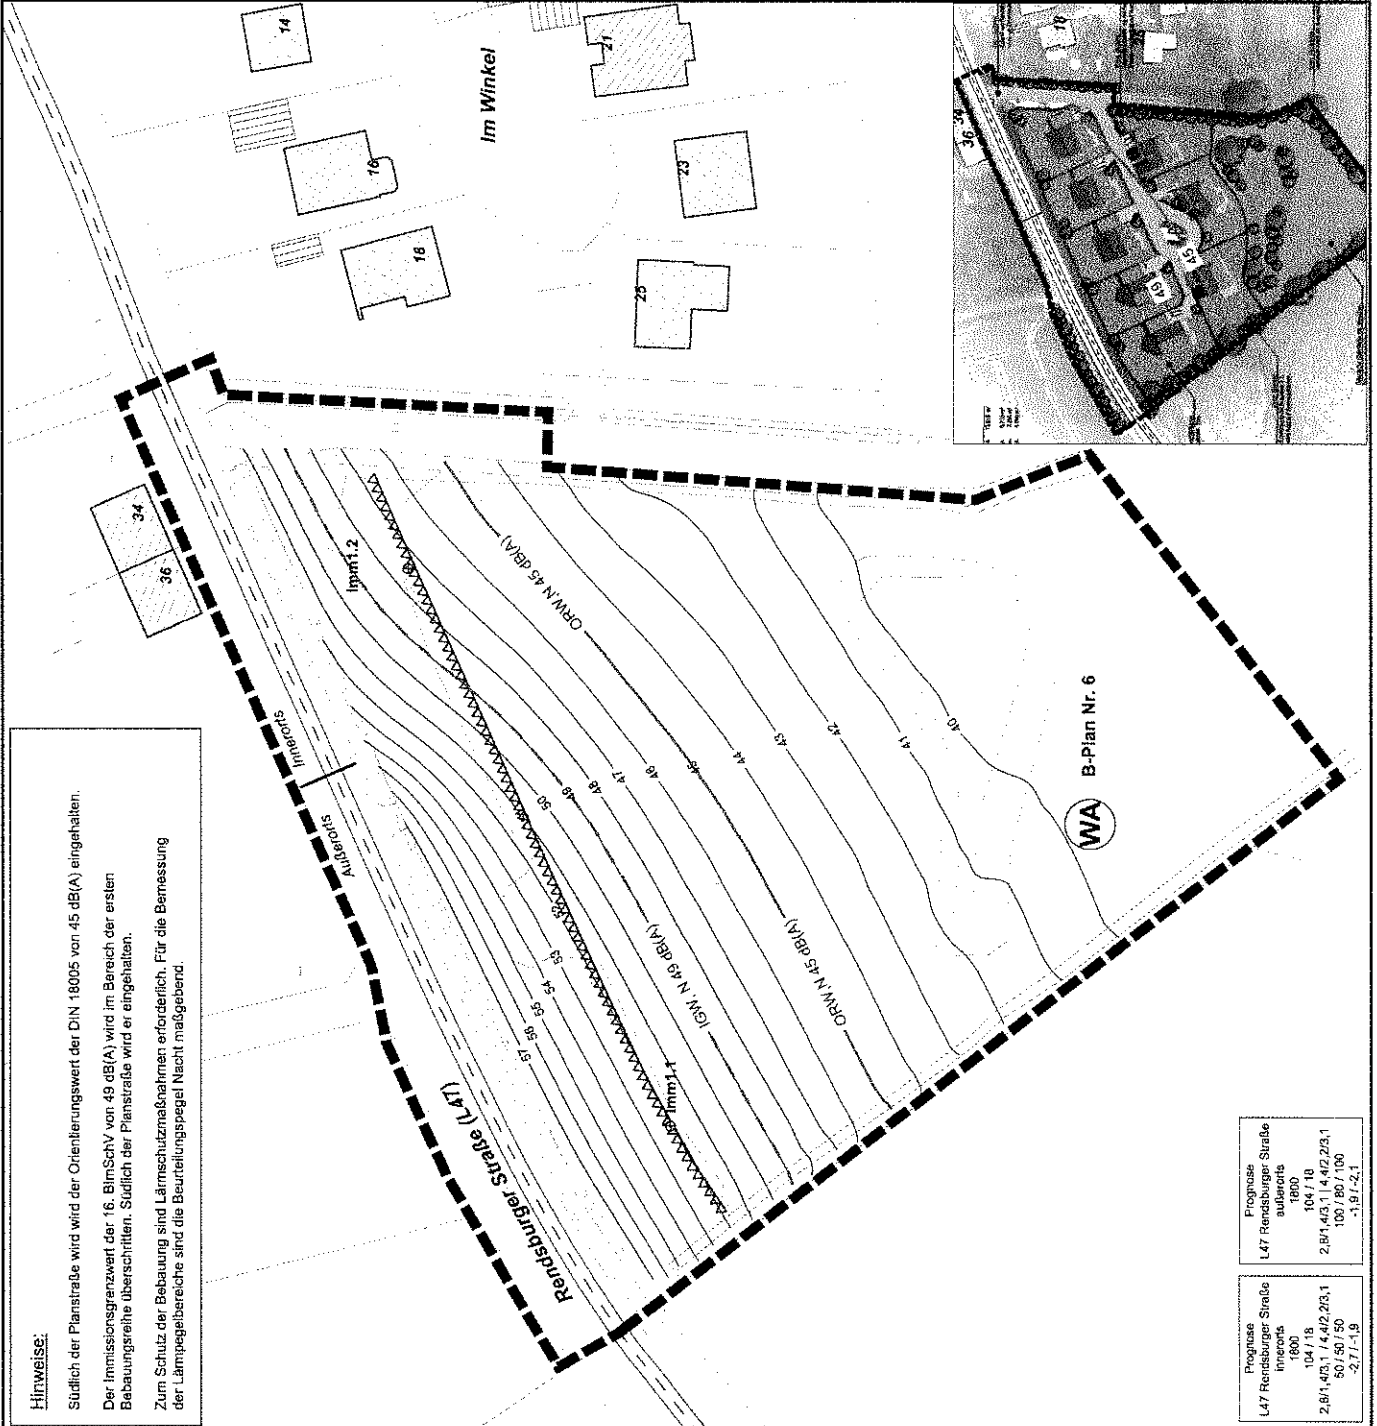 Hinweise:
Südlich der Planstraße wird der Orientierungswert der DIN 18005 von 45 dB(A) eingehalten.
Der Immissionsgrenzwert der 16. BImSchV von 49 dB(A) wird im Bereich der ersten
Bebauungsreihe überschritten. Südlich der Planstraße wird er eingehalten.
Zum Schutz der Bebauung sind Lärmschutzmaßnahmen erforderlich. Für die Bemessung
der Lärmpegelbereiche sind die Beurteilungspegel Nacht maßgebend.
Rendsburger Straße (L47)
Außerorts
Innerorts
36
34
14
16
18
Im Winkel
21
23
25
Imm1.1
Imm1.2
57
56
55
54
53
52
50
49
48
47
46
45
44
43
42
41
40
IGW, N 49 dB(A)
ORW,N 45 dB(A)
ORW,N 45 dB(A)
WA
B-Plan Nr. 6
36
34
18
25
49
45
Prognose
L47 Rendsburger Straße
innerorts
1600
104 / 18
2,8/1,4/3,1 / 4,4/2,2/3,1
50 / 50 / 50
-2,7 / -1,9
Prognose
L47 Rendsburger Straße
außerorts
1600
104 / 18
2,8/1,4/3,1 | 4,4/2,2/3,1
100 / 80 / 100
-1,9 / -2,1